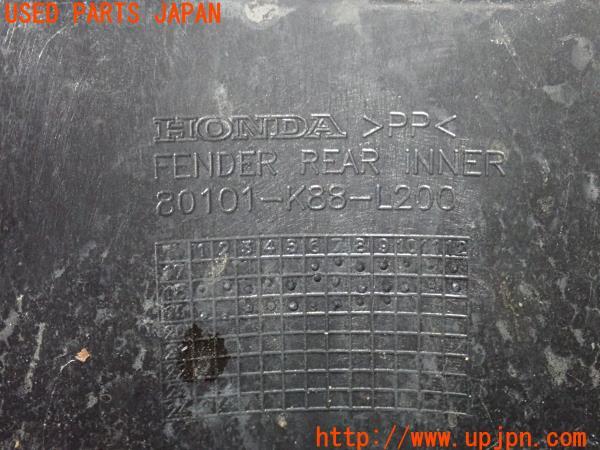 USED PARTS JAPAN
HONDA >PP<
FENDER REAR INNER
80101-K88-L200
1 2 3 4 5 6 7 8 9 10 11 12
17
http://www.upjpn.com